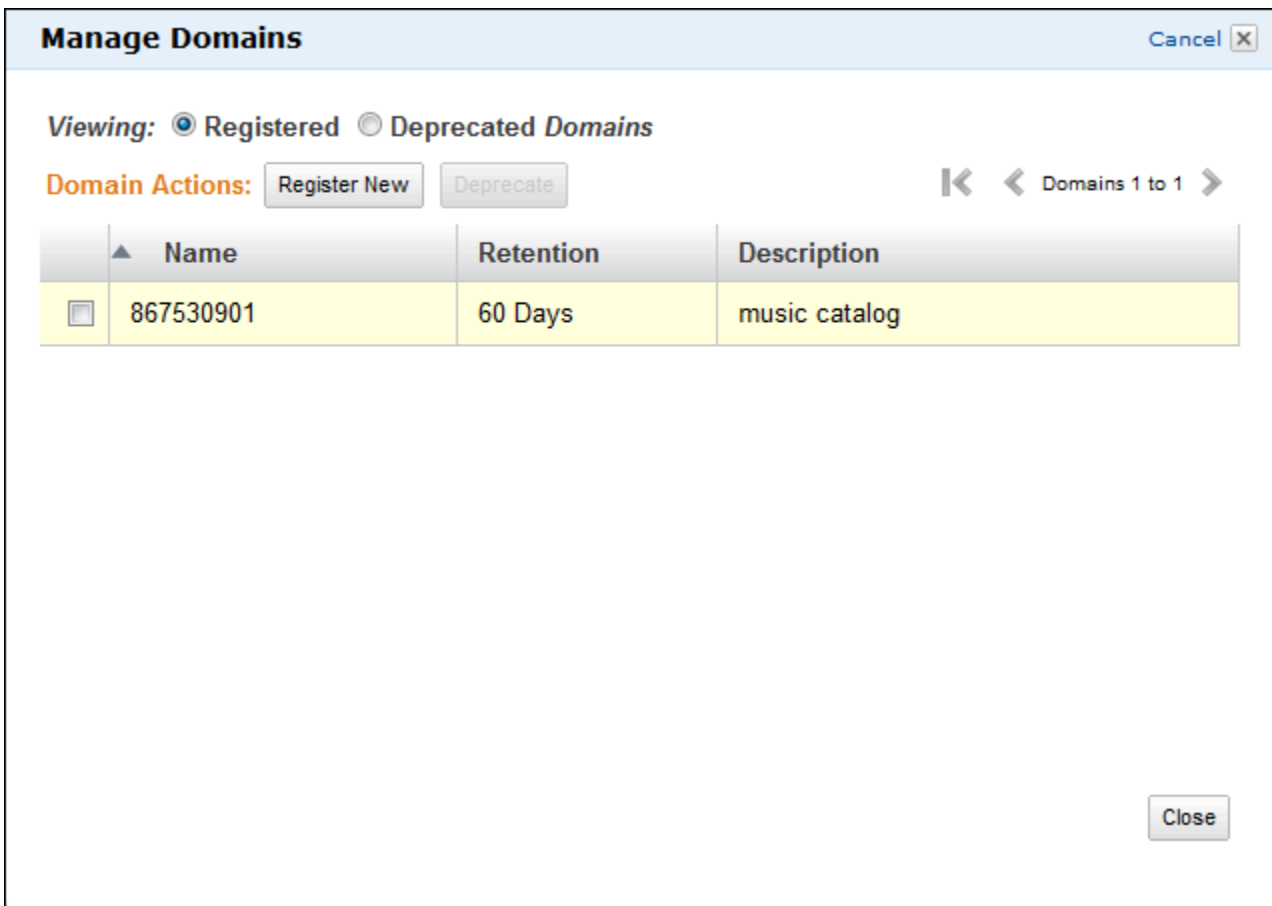 Manage Domains Cancel
Viewing: Registered Deprecated Domains
Domain Actions: Register New Deprecate Domains 1 to 1
Name Retention Description
867530901 60 Days music catalog
Close